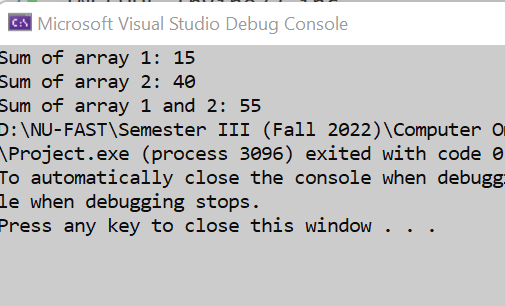 Microsoft Visual Studio Debug Console
Sum of array 1: 15
Sum of array 2: 40
Sum of array 1 and 2: 55
D:\NU-FAST\Semester III (Fall 2022)\Computer
\Project.exe (process 3096) exited with code 0
To automatically close the console when
le when debugging stops.
Press any key to close this window . . .